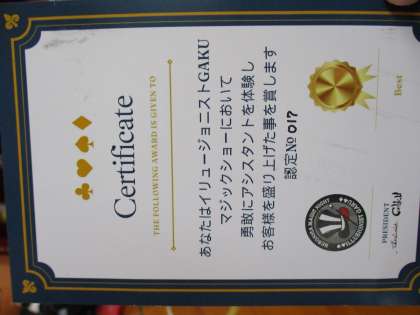 Certificate
THE FOLLOWING AWARD IS GIVEN TO
あなたはイリュージョニストGAKU
マジックショーにおいて
勇敢にアシスタントを体験し
お客様を盛り上げた事を賞します
認定№ 017
PRESIDENT
Best